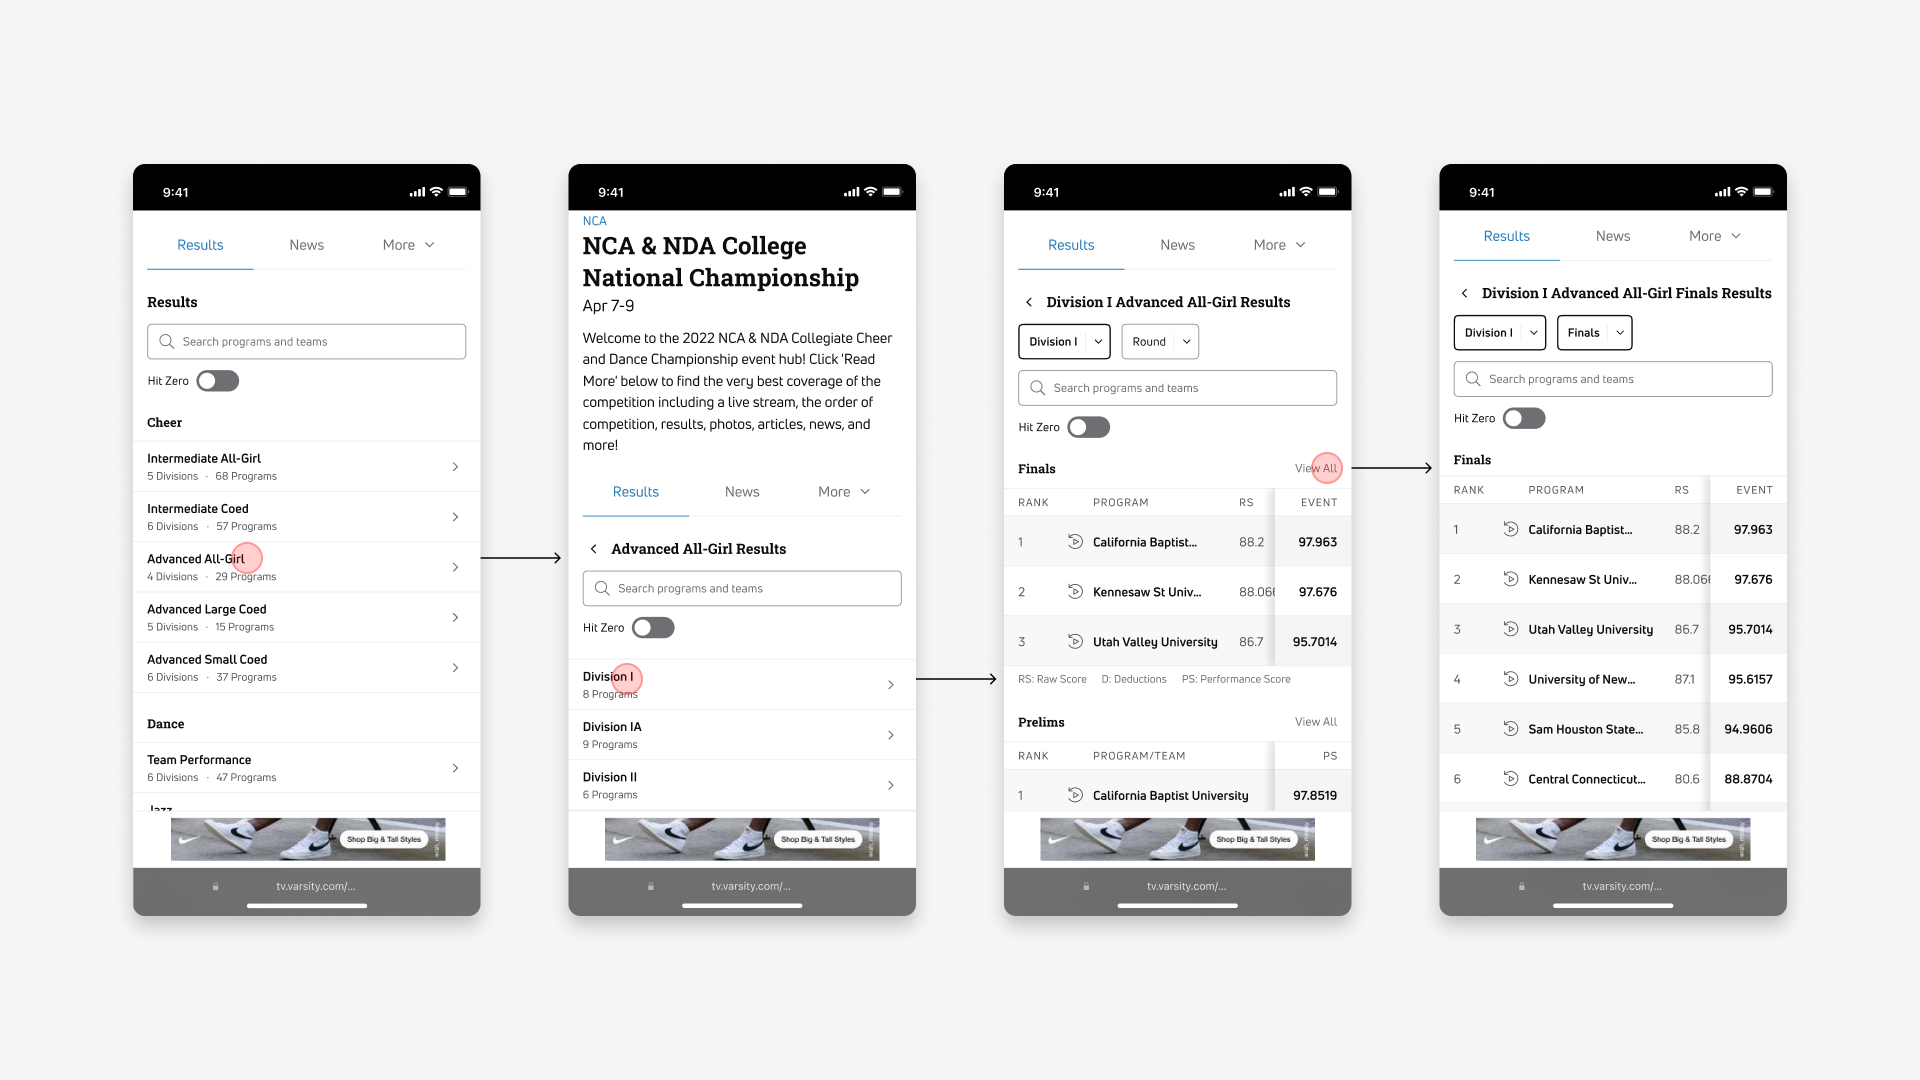 9:41
Results News More
Results
Search programs and teams
Hit Zero
Cheer
Intermediate All-Girl
5 Divisions · 68 Programs
Intermediate Coed
6 Divisions · 57 Programs
Advanced All-Girl
4 Divisions · 29 Programs
Advanced Large Coed
5 Divisions · 15 Programs
Advanced Small Coed
6 Divisions · 37 Programs
Dance
Team Performance
6 Divisions · 47 Programs
Jazz
Shop Big & Tall Styles
tv.varsity.com/...
9:41
NCA
NCA & NDA College
National Championship
Apr 7-9
Welcome to the 2022 NCA & NDA Collegiate Cheer
and Dance Championship event hub! Click 'Read
More' below to find the very best coverage of the
competition including a live stream, the order of
competition, results, photos, articles, news, and
more!
Results News More
Advanced All-Girl Results
Search programs and teams
Hit Zero
Division I
8 Programs
Division IA
9 Programs
Division II
6 Programs
Shop Big & Tall Styles
tv.varsity.com/...
9:41
Results News More
Division I Advanced All-Girl Results
Division I Round
Search programs and teams
Hit Zero
Finals View All
RANK PROGRAM RS EVENT
1 California Baptist... 88.2 97.963
2 Kennesaw St Univ... 88.066 97.676
3 Utah Valley University 86.7 95.7014
RS: Raw Score D: Deductions PS: Performance Score
Prelims View All
RANK PROGRAM/TEAM PS
1 California Baptist University 97.8519
Shop Big & Tall Styles
tv.varsity.com/...
9:41
Results News More
Division I Advanced All-Girl Finals Results
Division I Finals
Search programs and teams
Hit Zero
Finals
RANK PROGRAM RS EVENT
1 California Baptist... 88.2 97.963
2 Kennesaw St Univ... 88.066 97.676
3 Utah Valley University 86.7 95.7014
4 University of New... 87.1 95.6157
5 Sam Houston State... 85.8 94.9606
6 Central Connecticut... 80.6 88.8704
Shop Big & Tall Styles
tv.varsity.com/...